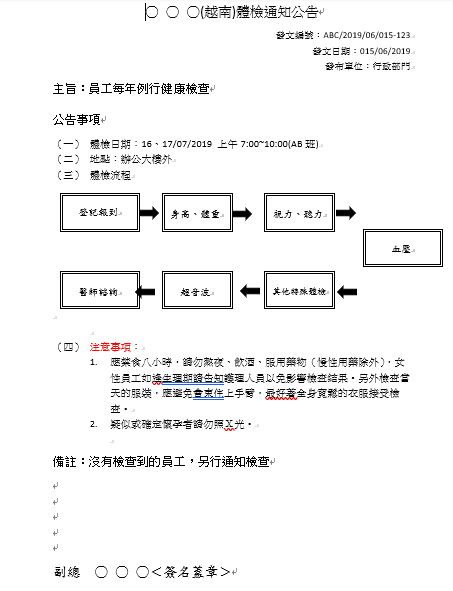 ○ ○ ○(越南)體檢通知公告
發文編號：ABC/2019/06/015-123
發文日期：015/06/2019
發布單位：行政部門
主旨：員工每年例行健康檢查
公告事項
(一) 體檢日期：16、17/07/2019 上午 7:00~10:00(AB 班)
(二) 地點：辦公大樓外
(三) 體檢流程
登記報到
身高、體重
視力、聽力
血壓
其他特殊體檢
超音波
醫師諮詢
(四) 注意事項：
1. 應禁食八小時，請勿熬夜、飲酒、服用藥物（慢性用藥除外），女
性員工如逢生理期請告知護理人員以免影響檢查結果。另外檢查當
天的服裝，應避免會束住上手臂，最好著全身寬鬆的衣服接受檢
查。
2. 疑似或確定懷孕者請勿照 X 光。
備註：沒有檢查到的員工，另行通知檢查
副總 ○ ○ ○<簽名蓋章>